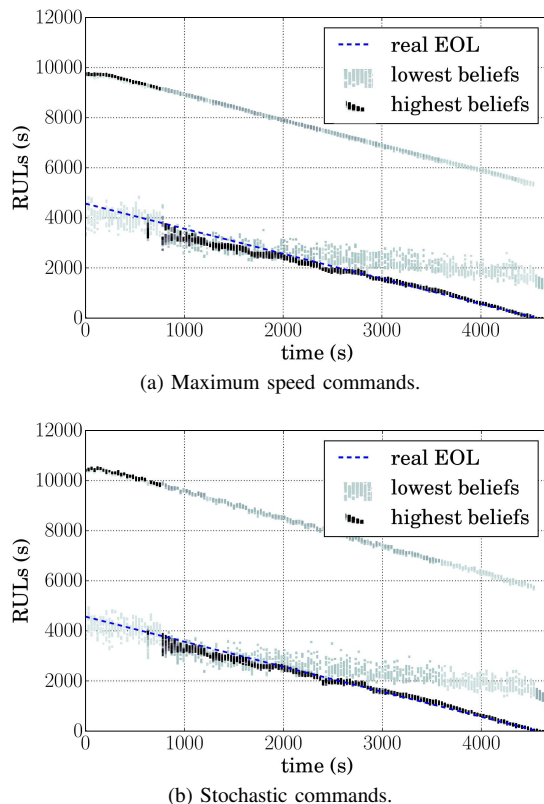 12000
10000
8000
6000
4000
2000
0
RULs (s)
real EOL
lowest beliefs
highest beliefs
0 1000 2000 3000 4000
time (s)
(a) Maximum speed commands.
12000
10000
8000
6000
4000
2000
0
RULs (s)
real EOL
lowest beliefs
highest beliefs
0 1000 2000 3000 4000
time (s)
(b) Stochastic commands.